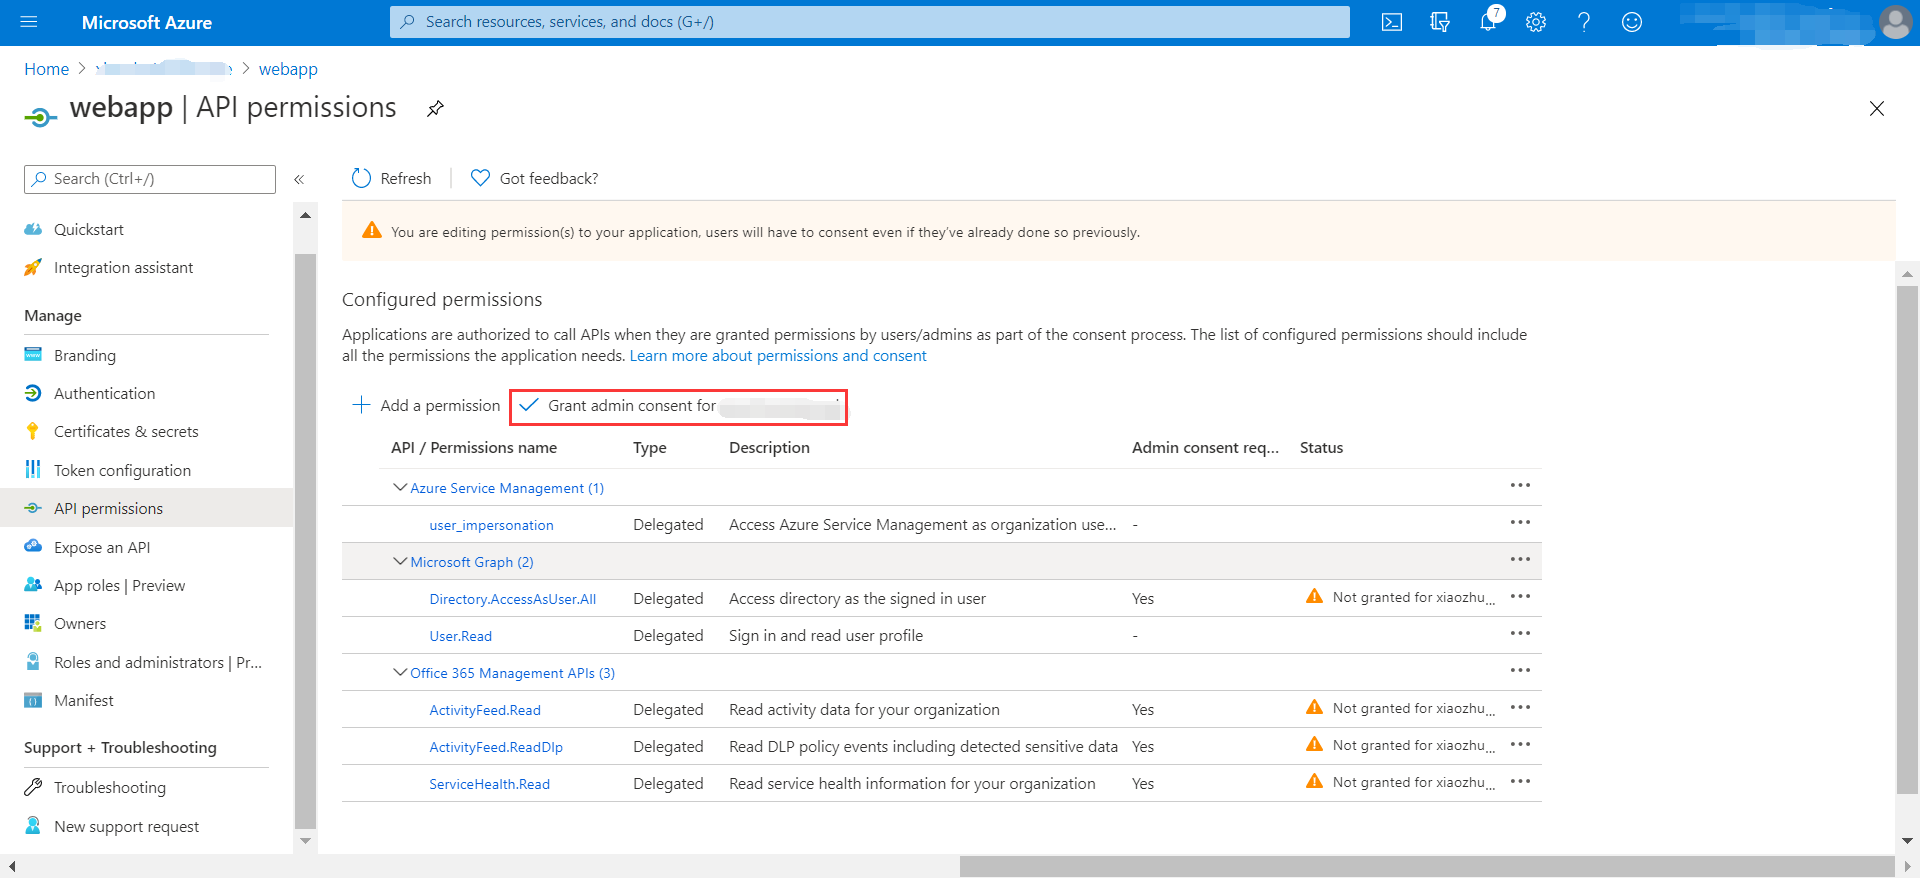 Microsoft Azure
Search resources, services, and docs (G+/)
7
Home > > webapp
webapp | API permissions
Search (Ctrl+/)
«
Refresh
Got feedback?
Quickstart
Integration assistant
Manage
Branding
Authentication
Certificates & secrets
Token configuration
API permissions
Expose an API
App roles | Preview
Owners
Roles and administrators | Pr...
Manifest
Support + Troubleshooting
Troubleshooting
New support request
You are editing permission(s) to your application, users will have to consent even if they've already done so previously.
Configured permissions
Applications are authorized to call APIs when they are granted permissions by users/admins as part of the consent process. The list of configured permissions should include
all the permissions the application needs. Learn more about permissions and consent
Add a permission
Grant admin consent for
API / Permissions name Type Description Admin consent req... Status
Azure Service Management (1)
user_impersonation Delegated Access Azure Service Management as organization use... -
Microsoft Graph (2)
Directory.AccessAsUser.All Delegated Access directory as the signed in user Yes Not granted for xiaozhu...
User.Read Delegated Sign in and read user profile -
Office 365 Management APIs (3)
ActivityFeed.Read Delegated Read activity data for your organization Yes Not granted for xiaozhu...
ActivityFeed.ReadDlp Delegated Read DLP policy events including detected sensitive data Yes Not granted for xiaozhu...
ServiceHealth.Read Delegated Read service health information for your organization Yes Not granted for xiaozhu...